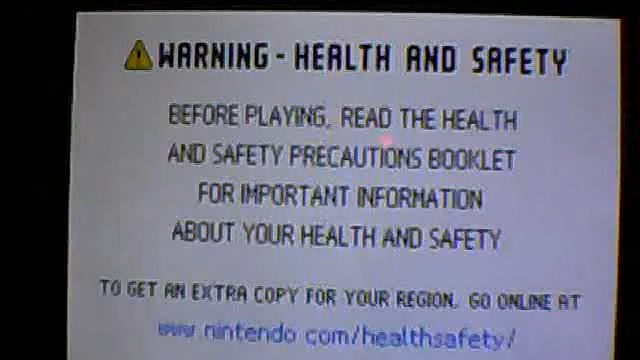 WARNING - HEALTH AND SAFETY
BEFORE PLAYING, READ THE HEALTH
AND SAFETY PRECAUTIONS BOOKLET
FOR IMPORTANT INFORMATION
ABOUT YOUR HEALTH AND SAFETY
TO GET AN EXTRA COPY FOR YOUR REGION, GO ONLINE AT
www.nintendo.com/healthsafety/